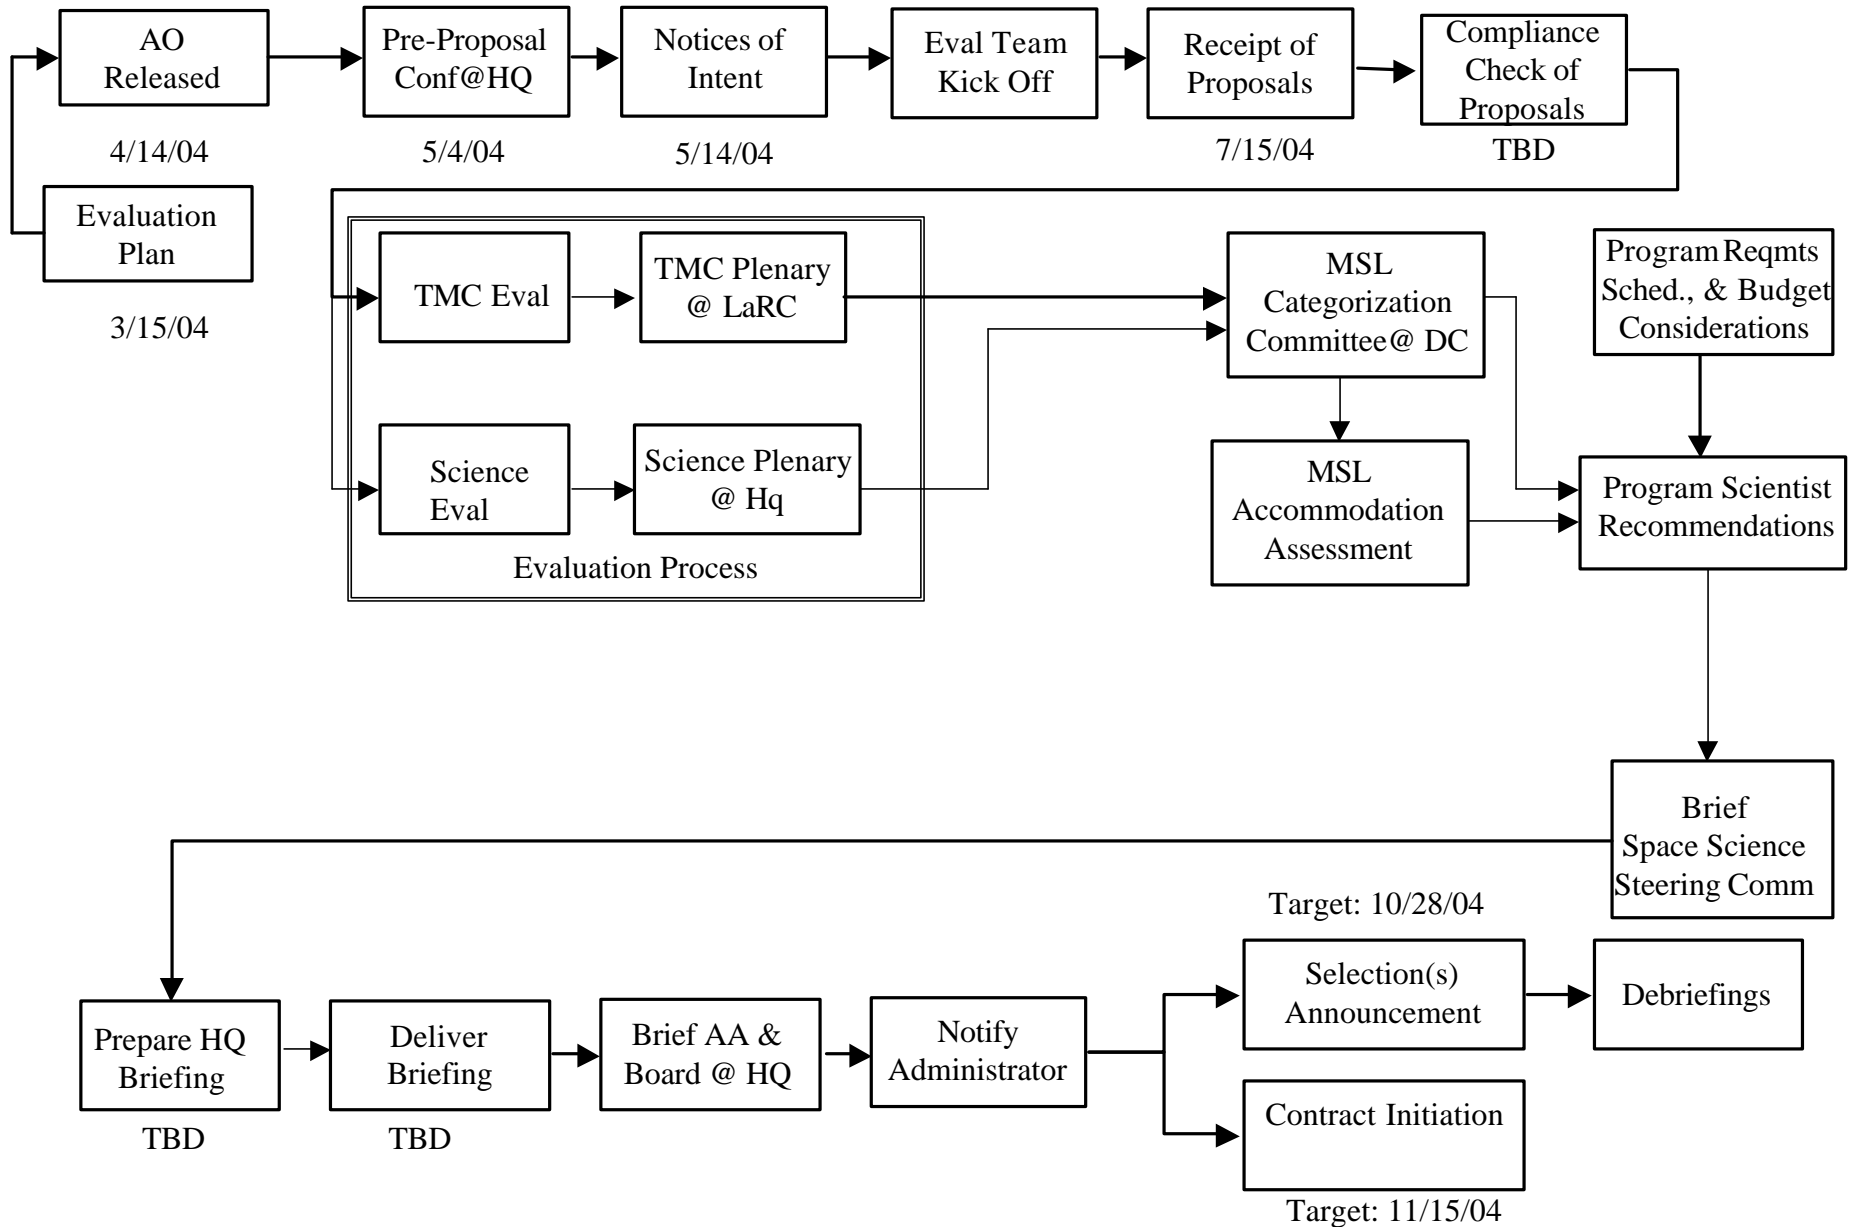 AO
Released
4/14/04
Pre-Proposal
Conf@HQ
5/4/04
Notices of
Intent
5/14/04
Eval Team
Kick Off
Receipt of
Proposals
7/15/04
Compliance
Check of
Proposals
TBD
Evaluation
Plan
3/15/04
TMC Eval
TMC Plenary
@ LaRC
Science
Eval
Science Plenary
@ Hq
Evaluation Process
MSL
Categorization
Committee@ DC
MSL
Accommodation
Assessment
Program Reqmts
Sched., & Budget
Considerations
Program Scientist
Recommendations
Brief
Space Science
Steering Comm
Prepare HQ
Briefing
TBD
Deliver
Briefing
TBD
Brief AA &
Board @ HQ
Notify
Administrator
Target: 10/28/04
Selection(s)
Announcement
Debriefings
Contract Initiation
Target: 11/15/04